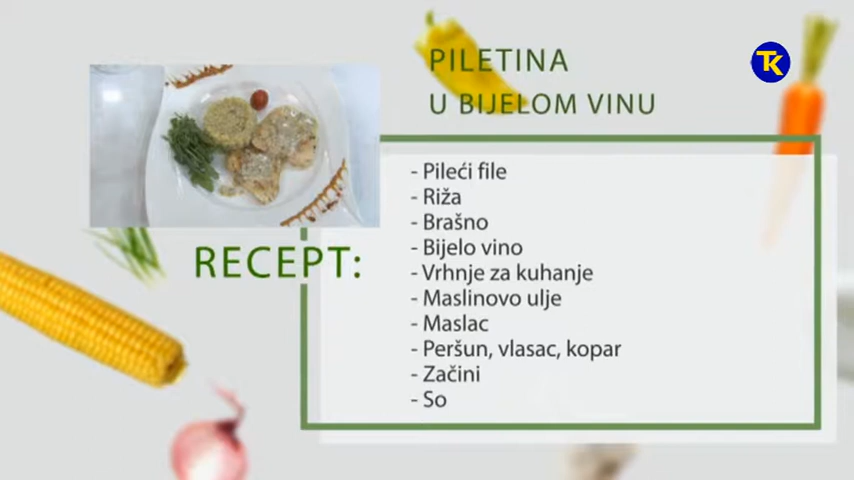 PILETINA
U BIJELOM VINU
TK
RECEPT:
- Pileći file
- Riža
- Brašno
- Bijelo vino
- Vrhnje za kuhanje
- Maslinovo ulje
- Maslac
- Peršun, vlasac, kopar
- Začini
- So